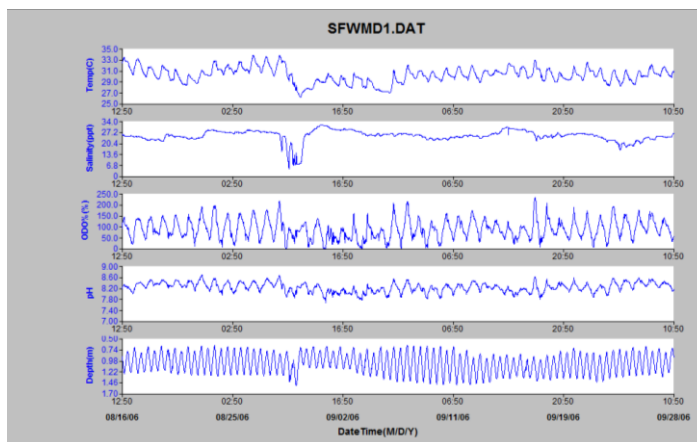 SFWMD1.DAT
Temp(C)
35.0
33.0
31.0
29.0
27.0
25.0
12:50 02:50 16:50 06:50 20:50 10:50
Salinity(ppt)
34.0
27.2
20.4
13.6
6.8
0
12:50 02:50 16:50 06:50 20:50 10:50
ODO%(%)
250.0
200.0
150.0
100.0
50.0
0.0
12:50 02:50 16:50 06:50 20:50 10:50
pH
9.00
8.60
8.20
7.80
7.40
7.00
12:50 02:50 16:50 06:50 20:50 10:50
Depth(m)
0.50
0.74
0.98
1.22
1.46
1.70
12:50 02:50 16:50 06:50 20:50 10:50
08/16/06 08/25/06 09/02/06 09/11/06 09/19/06 09/28/06
DateTime(M/D/Y)